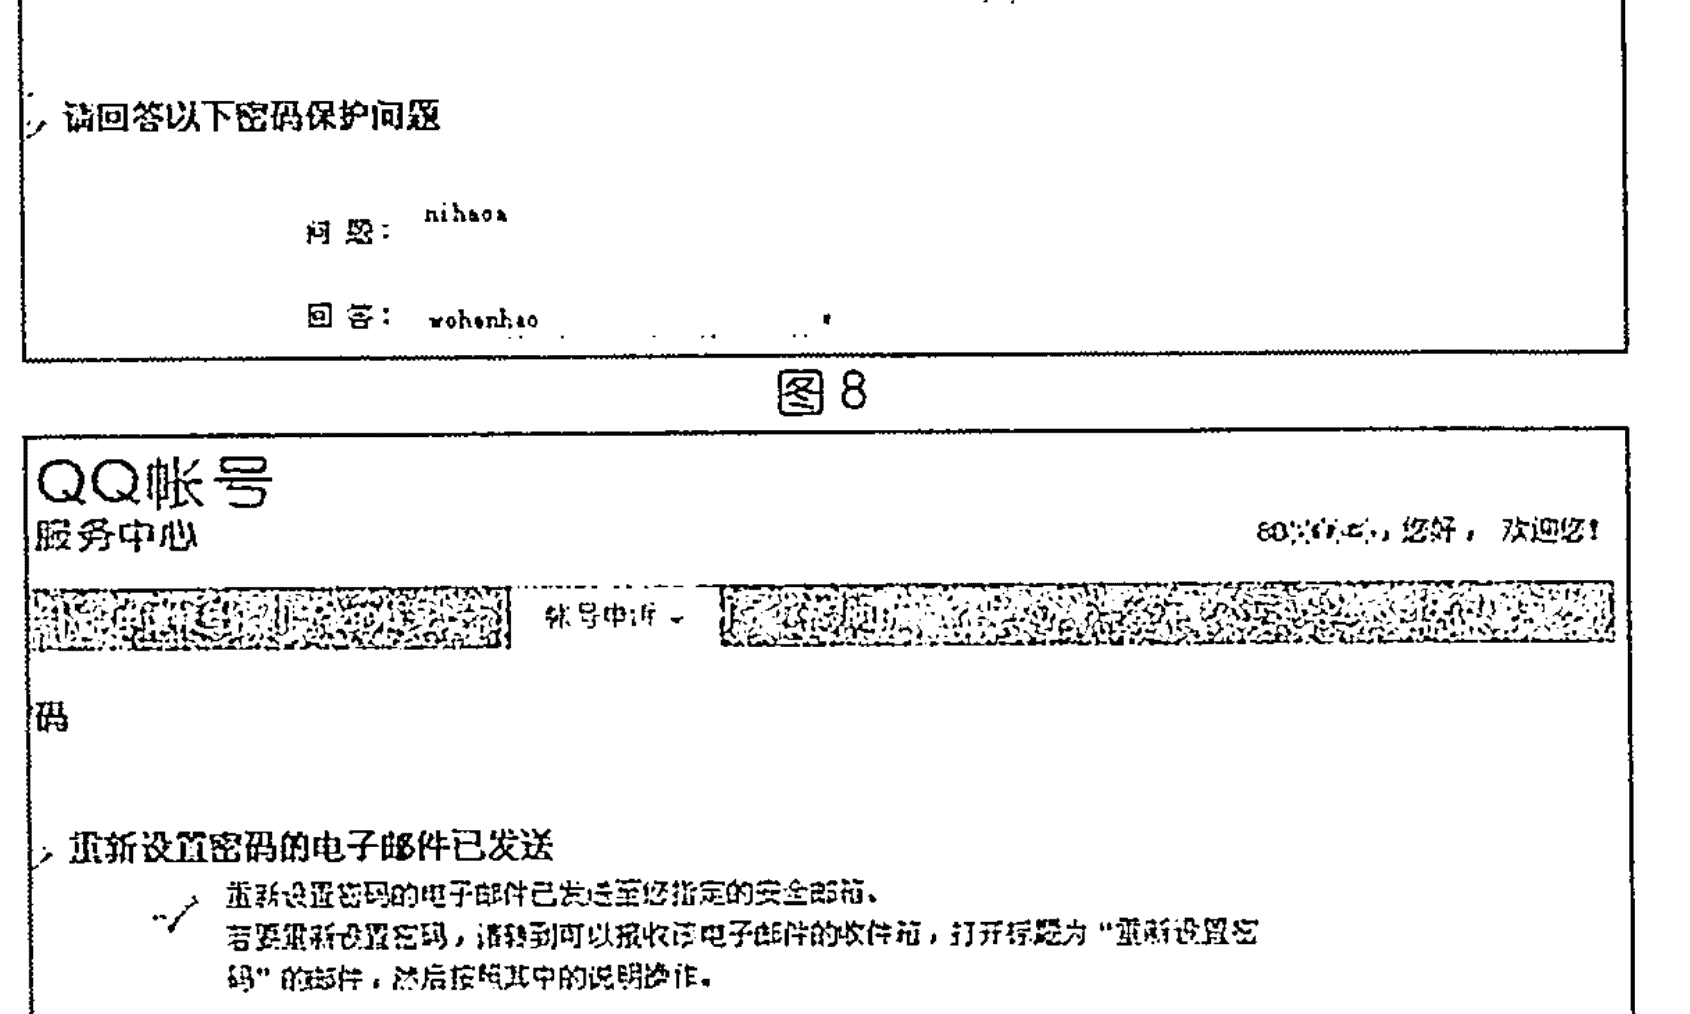 请回答以下密码保护问题
问 题： nihaoa
回 答： wohenhao
图 8
QQ帐号
服务中心
您好， 欢迎您！
帐号申诉
码
重新设置密码的电子邮件已发送
重新设置密码的电子邮件已发送至您指定的安全邮箱。
若要重新设置密码，请转到可以接收该电子邮件的收件箱，打开标题为“重新设置密
码”的邮件，然后按照其中的说明操作。